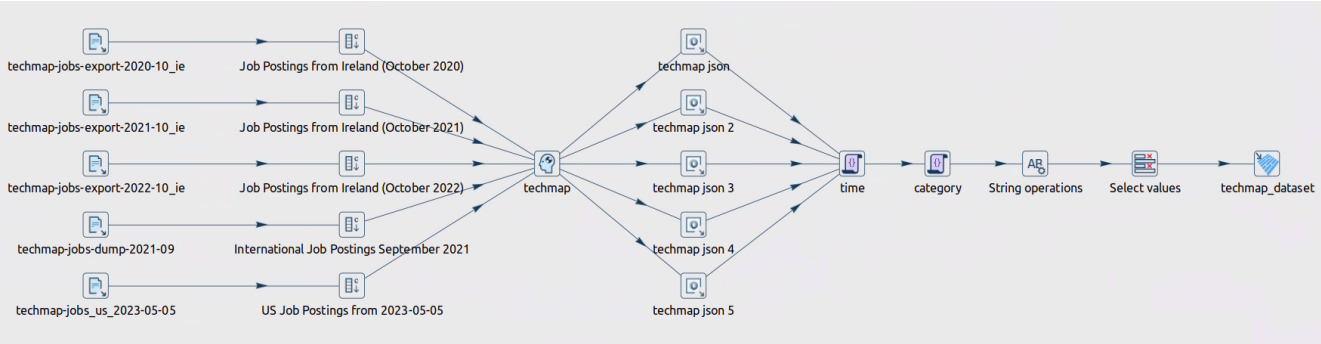 techmap-jobs-export-2020-10_ie
Job Postings from Ireland (October 2020)
techmap json
techmap-jobs-export-2021-10_ie
Job Postings from Ireland (October 2021)
techmap json 2
techmap-jobs-export-2022-10_ie
Job Postings from Ireland (October 2022)
techmap
techmap json 3
time
category
String operations
Select values
techmap_dataset
techmap-jobs-dump-2021-09
International Job Postings September 2021
techmap json 4
techmap-jobs_us_2023-05-05
US Job Postings from 2023-05-05
techmap json 5
AB